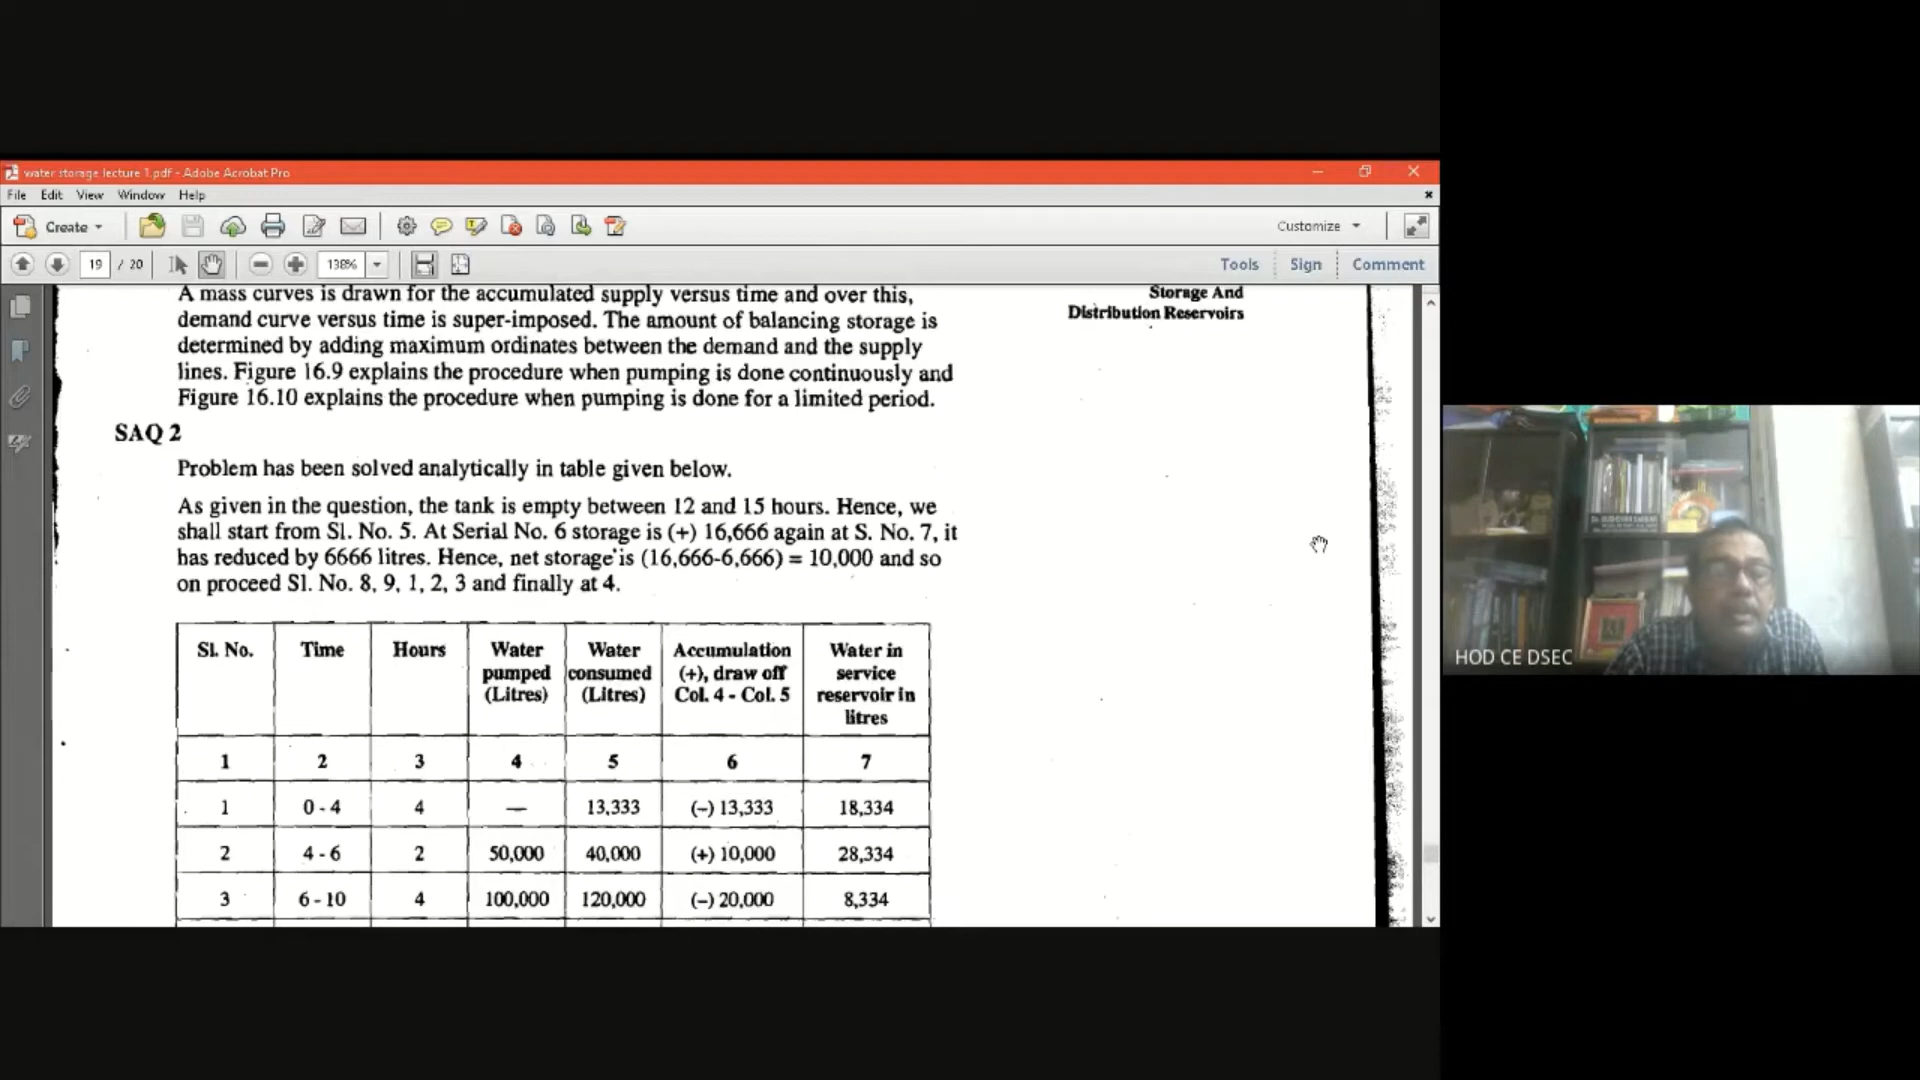 water storage lecture 1.pdf - Adobe Acrobat Pro
File Edit View Window Help
Create
Customize
19 / 20
138%
Tools Sign Comment
A mass curves is drawn for the accumulated supply versus time and over this,
demand curve versus time is super-imposed. The amount of balancing storage is
determined by adding maximum ordinates between the demand and the supply
lines. Figure 16.9 explains the procedure when pumping is done continuously and
Figure 16.10 explains the procedure when pumping is done for a limited period.
Storage And
Distribution Reservoirs
SAQ 2
Problem has been solved analytically in table given below.
As given in the question, the tank is empty between 12 and 15 hours. Hence, we
shall start from Sl. No. 5. At Serial No. 6 storage is (+) 16,666 again at S. No. 7, it
has reduced by 6666 litres. Hence, net storage is (16,666-6,666) = 10,000 and so
on proceed Sl. No. 8, 9, 1, 2, 3 and finally at 4.
Sl. No. Time Hours Water pumped (Litres) Water consumed (Litres) Accumulation (+), draw off Col. 4 - Col. 5 Water in service reservoir in litres
1 2 3 4 5 6 7
1 0 - 4 4 — 13,333 (–) 13,333 18,334
2 4 - 6 2 50,000 40,000 (+) 10,000 28,334
3 6 - 10 4 100,000 120,000 (–) 20,000 8,334
HOD CE DSEC